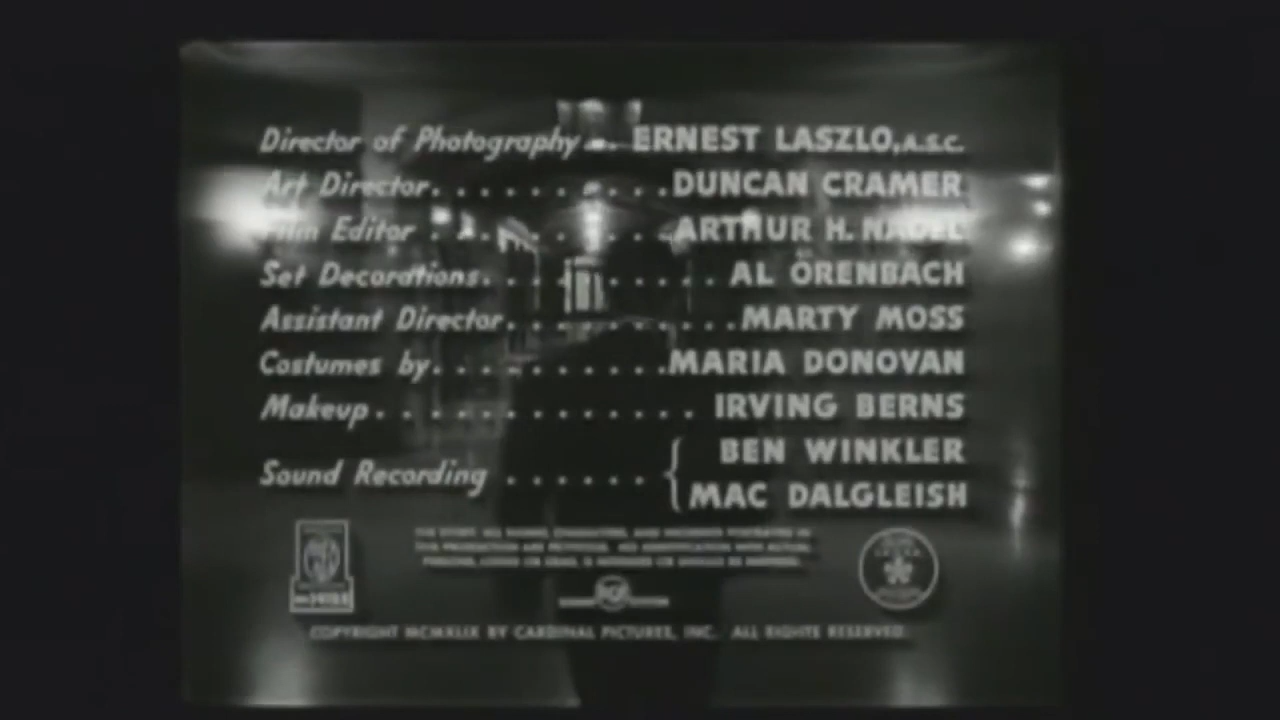 Director of Photography . . ERNEST LASZLO, A.S.C.
Art Director. . . . . . . . . .DUNCAN CRAMER
Film Editor . . . . . . . . . ARTHUR H. NADEL
Set Decorations. . . . . . . . . . AL ORENBACH
Assistant Director. . . . . . . . . .MARTY MOSS
Costumes by. . . . . . . . . .MARIA DONOVAN
Makeup. . . . . . . . . . . . . IRVING BERNS
Sound Recording . . . . . . { BEN WINKLER
MAC DALGLEISH
RCA
COPYRIGHT MCMXLIX BY CARDINAL PICTURES, INC. ALL RIGHTS RESERVED